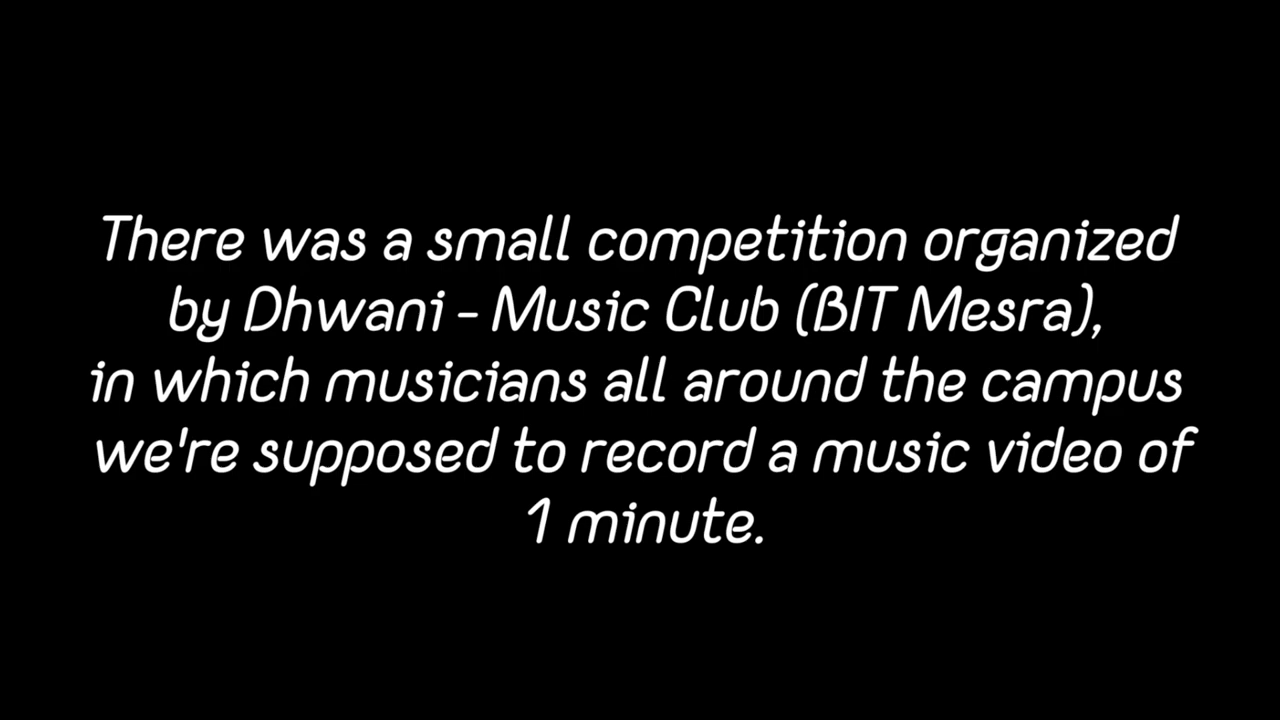 There was a small competition organized
by Dhwani - Music Club (BIT Mesra),
in which musicians all around the campus
we're supposed to record a music video of
1 minute.